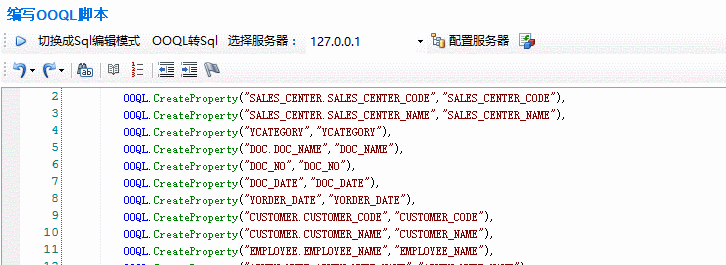 编写OOQL脚本
切换成Sql编辑模式 OOQL转Sql 选择服务器： 127.0.0.1 配置服务器
2 OOQL.CreateProperty("SALES_CENTER.SALES_CENTER_CODE","SALES_CENTER_CODE"),
3 OOQL.CreateProperty("SALES_CENTER.SALES_CENTER_NAME","SALES_CENTER_NAME"),
4 OOQL.CreateProperty("YCATEGORY","YCATEGORY"),
5 OOQL.CreateProperty("DOC.DOC_NAME","DOC_NAME"),
6 OOQL.CreateProperty("DOC_NO","DOC_NO"),
7 OOQL.CreateProperty("DOC_DATE","DOC_DATE"),
8 OOQL.CreateProperty("YORDER_DATE","YORDER_DATE"),
9 OOQL.CreateProperty("CUSTOMER.CUSTOMER_CODE","CUSTOMER_CODE"),
10 OOQL.CreateProperty("CUSTOMER.CUSTOMER_NAME","CUSTOMER_NAME"),
11 OOQL.CreateProperty("EMPLOYEE.EMPLOYEE_NAME","EMPLOYEE_NAME"),